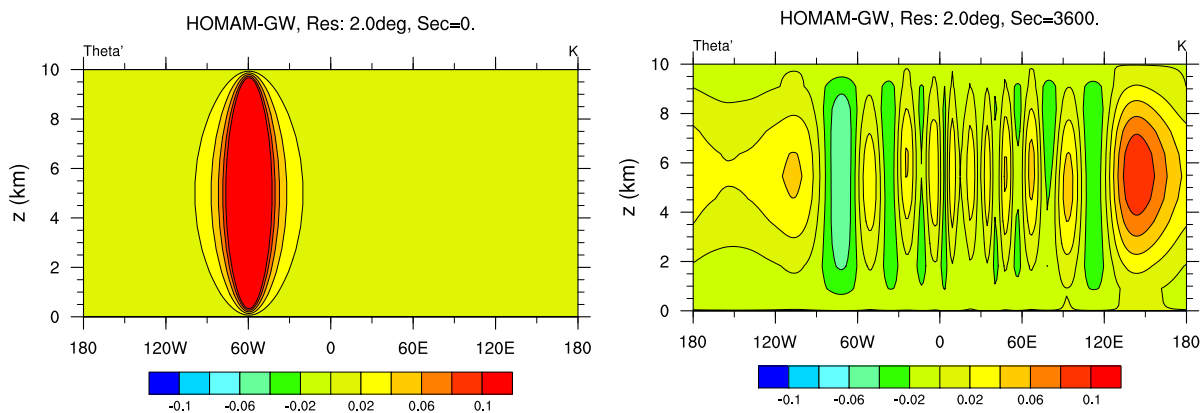 HOMAM-GW, Res: 2.0deg, Sec=0.
Theta' K
10
8
6
4
2
0
z (km)
180 120W 60W 0 60E 120E 180
-0.1 -0.06 -0.02 0.02 0.06 0.1
HOMAM-GW, Res: 2.0deg, Sec=3600.
Theta' K
10
8
6
4
2
0
z (km)
180 120W 60W 0 60E 120E 180
-0.1 -0.06 -0.02 0.02 0.06 0.1